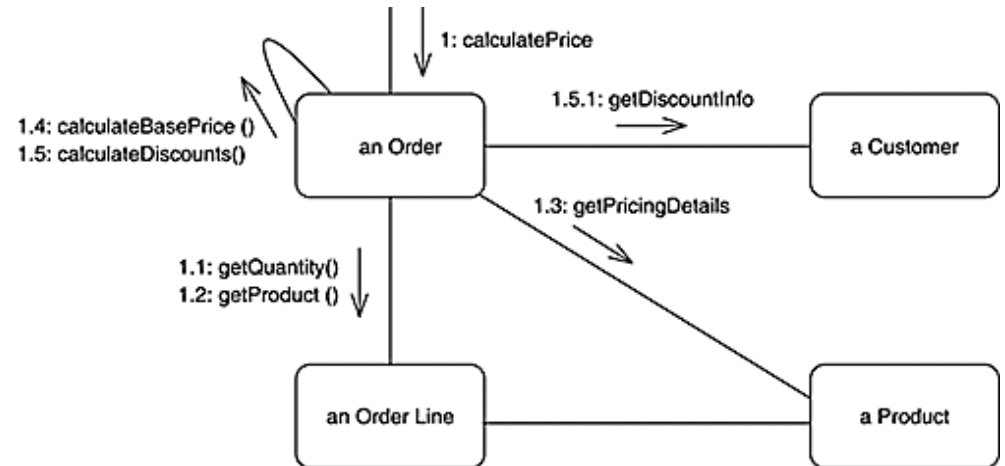 1: calculatePrice
1.5.1: getDiscountInfo
1.4: calculateBasePrice ()
1.5: calculateDiscounts()
an Order
a Customer
1.3: getPricingDetails
1.1: getQuantity()
1.2: getProduct ()
an Order Line
a Product